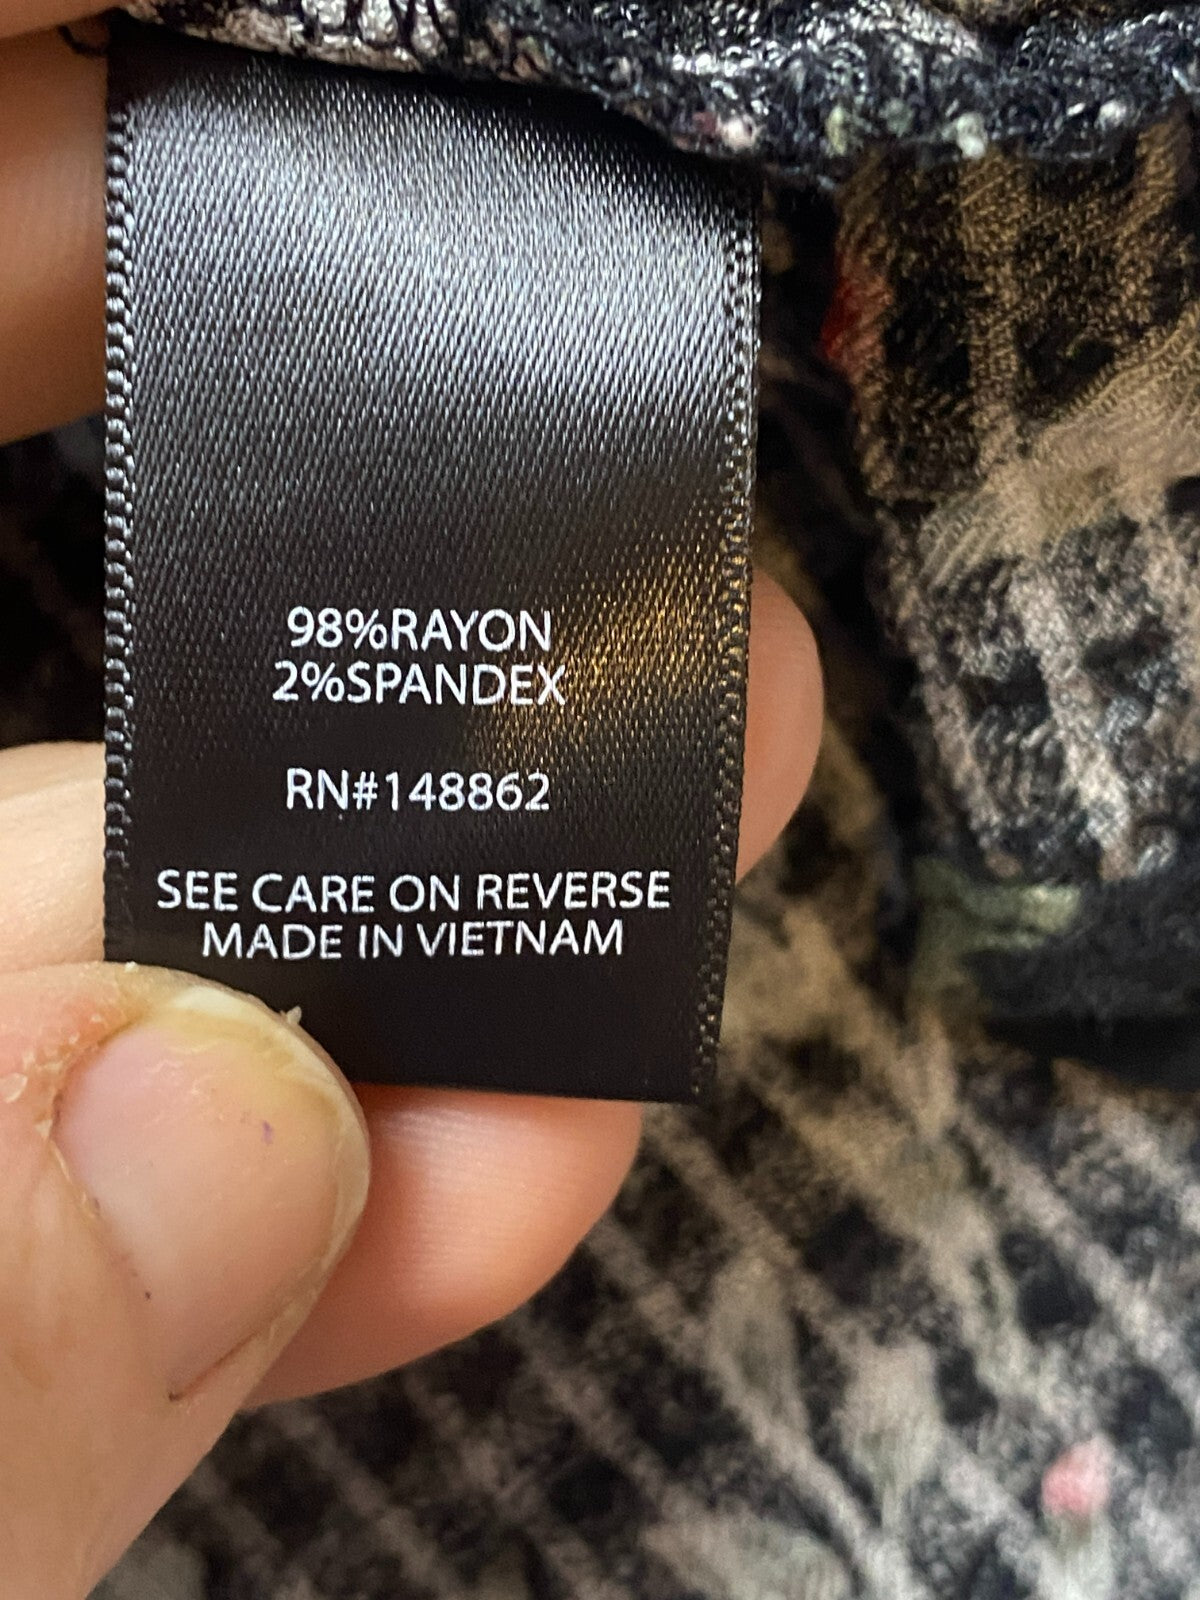 98%RAYON
2%SPANDEX
RN#148862
SEE CARE ON REVERSE
MADE IN VIETNAM